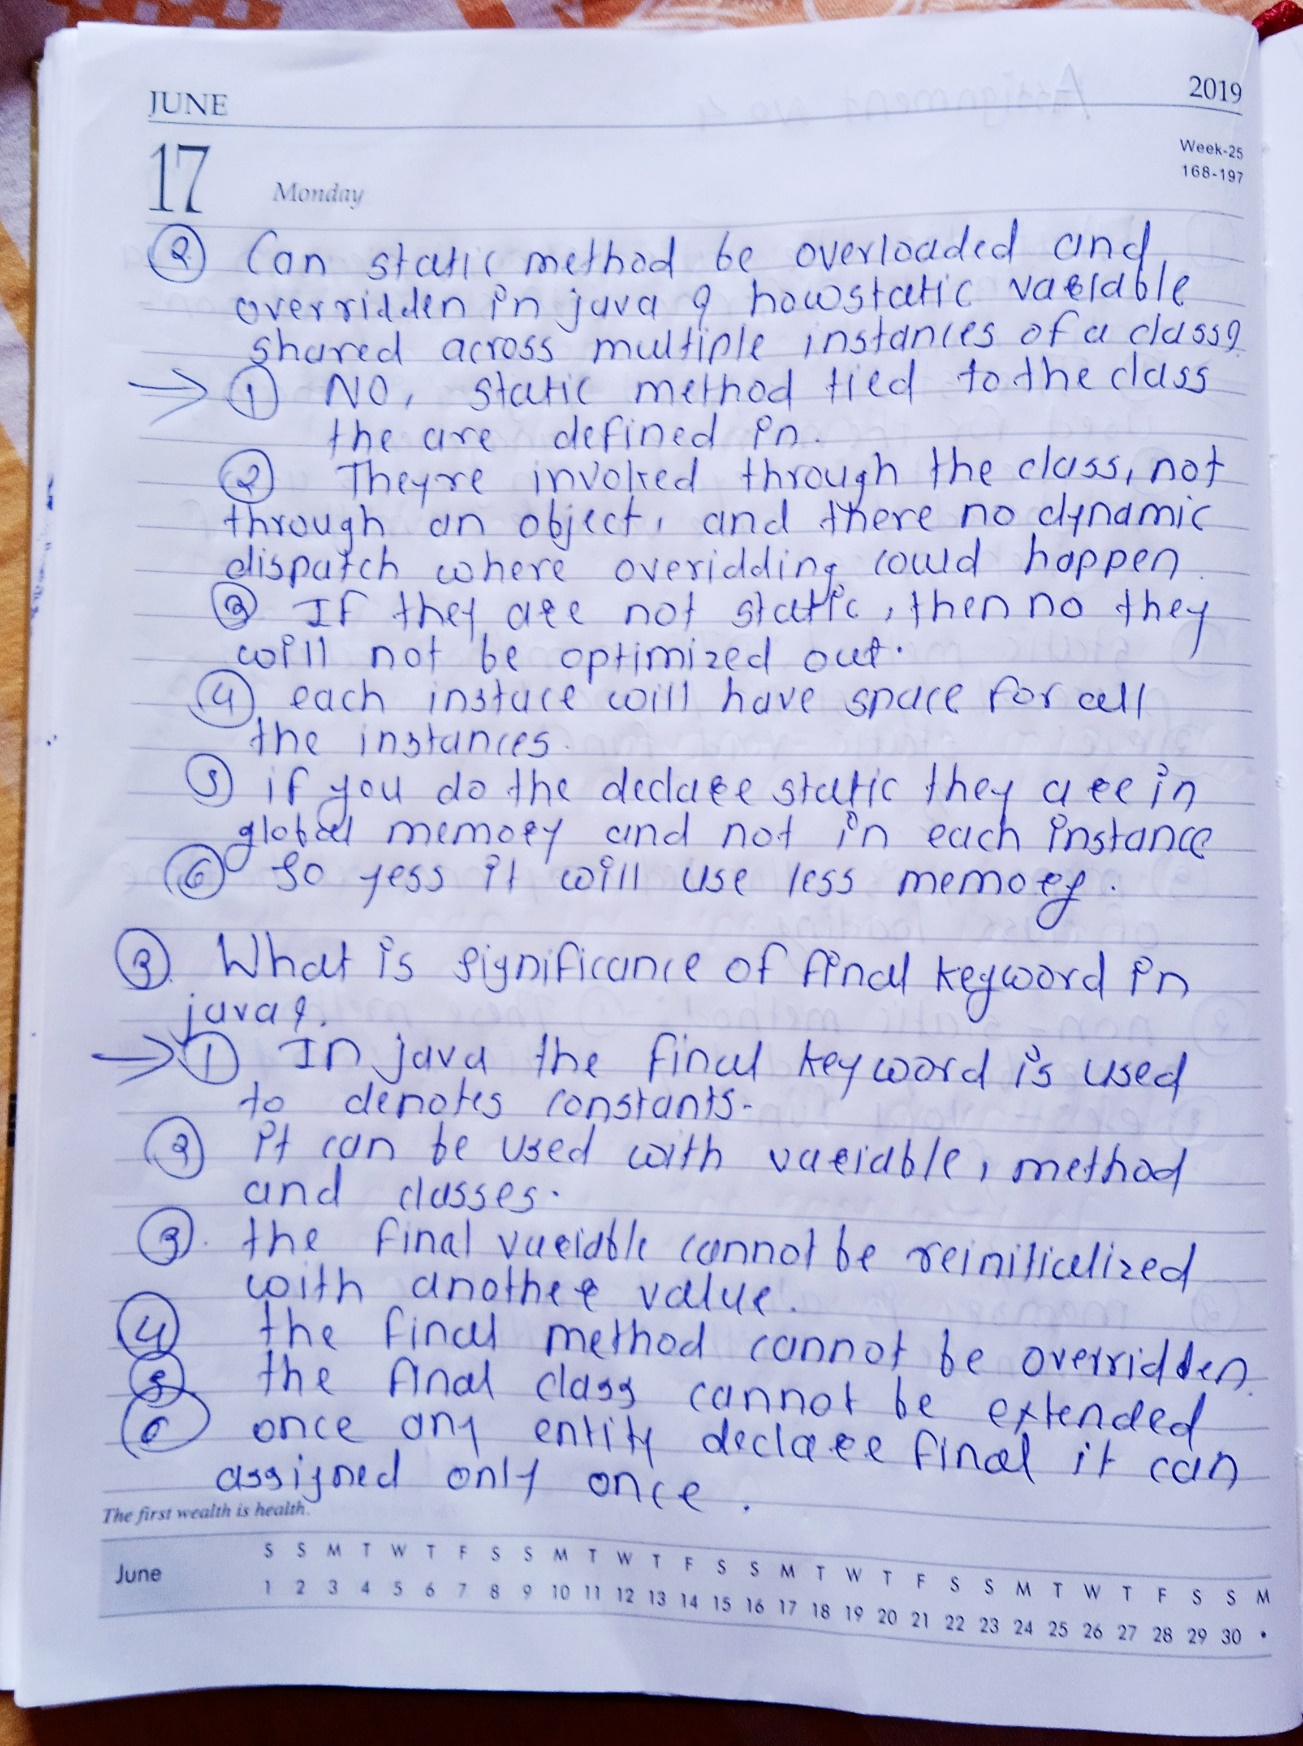 JUNE 2019
17 Monday Week-25
168-197
② Can static method be overloaded and
overridden in java ? how static vaeiable
shared across multiple instances of a class?
⇒ ① NO, static method tied to the class
the are defined in.
② Theyre invoked through the class, not
through an object, and there no dynamic
dispatch where overidding could happen.
③ If they are not static, then no they
will not be optimized out.
④ each instace will have space for all
the instances.
⑤ if you do the declare static they are in
global memory and not in each instance
⑥ So yess it will use less memory.
③ What is significance of final keyword in
java?
⇒ ① In java the final keyword is used
to denotes constants.
② it can be used with variable, method
and classes.
③. the final variable cannot be reinitialized
with another value.
④ the final method cannot be overridden.
⑤ the final class cannot be extended
⑥ once any entity declare final it can
assigned only once.
The first wealth is health.
June S S M T W T F S S M T W T F S S M T W T F S S M T W T F S S M
1 2 3 4 5 6 7 8 9 10 11 12 13 14 15 16 17 18 19 20 21 22 23 24 25 26 27 28 29 30 •